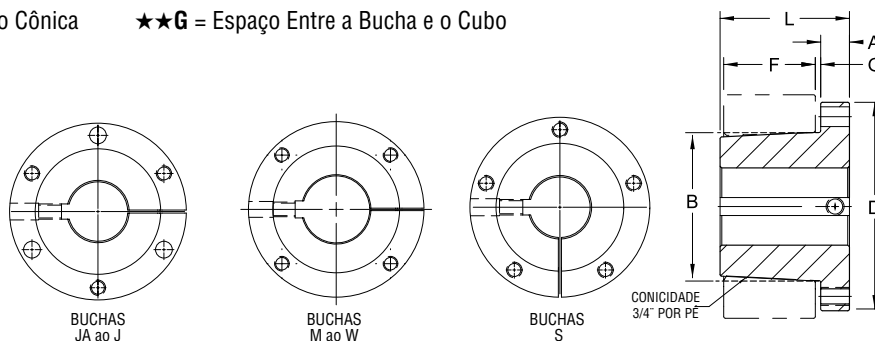 o Cônica ★★G = Espaço Entre a Bucha e o Cubo
L
A
F
G
B
D
CONICIDADE
3/4" POR PÉ
BUCHAS
JA ao J
BUCHAS
M ao W
BUCHAS
S